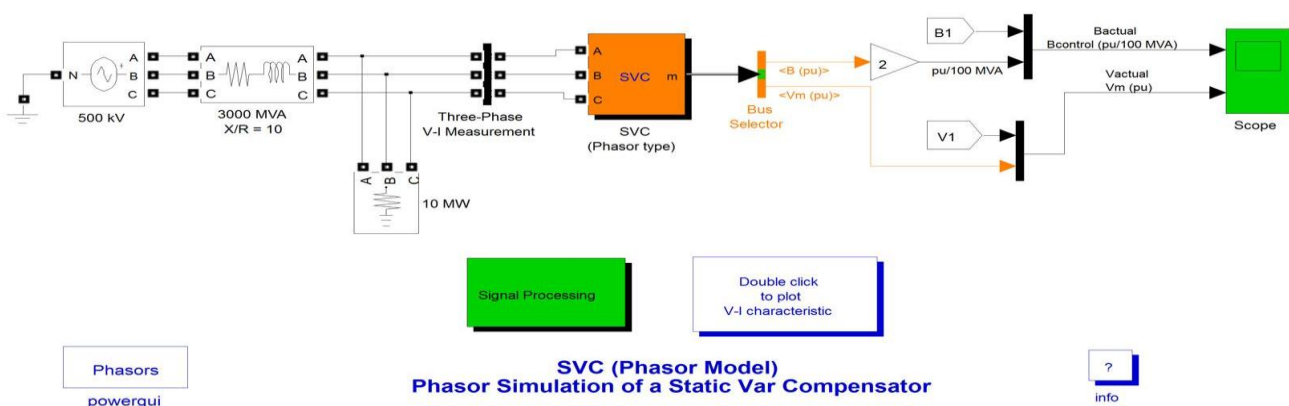 B1
Bactual
Bcontrol (pu/100 MVA)
A
A
A
A
N
B
B
B
B
SVC
m
<B (pu)>
2
pu/100 MVA
C
C
C
C
<Vm (pu)>
Vactual
Vm (pu)
500 kV
3000 MVA
X/R = 10
Three-Phase
V-I Measurement
SVC
(Phasor type)
Bus
Selector
V1
Scope
A
B
C
10 MW
Signal Processing
Double click
to plot
V-I characteristic
Phasors
powergui
SVC (Phasor Model)
Phasor Simulation of a Static Var Compensator
?
info